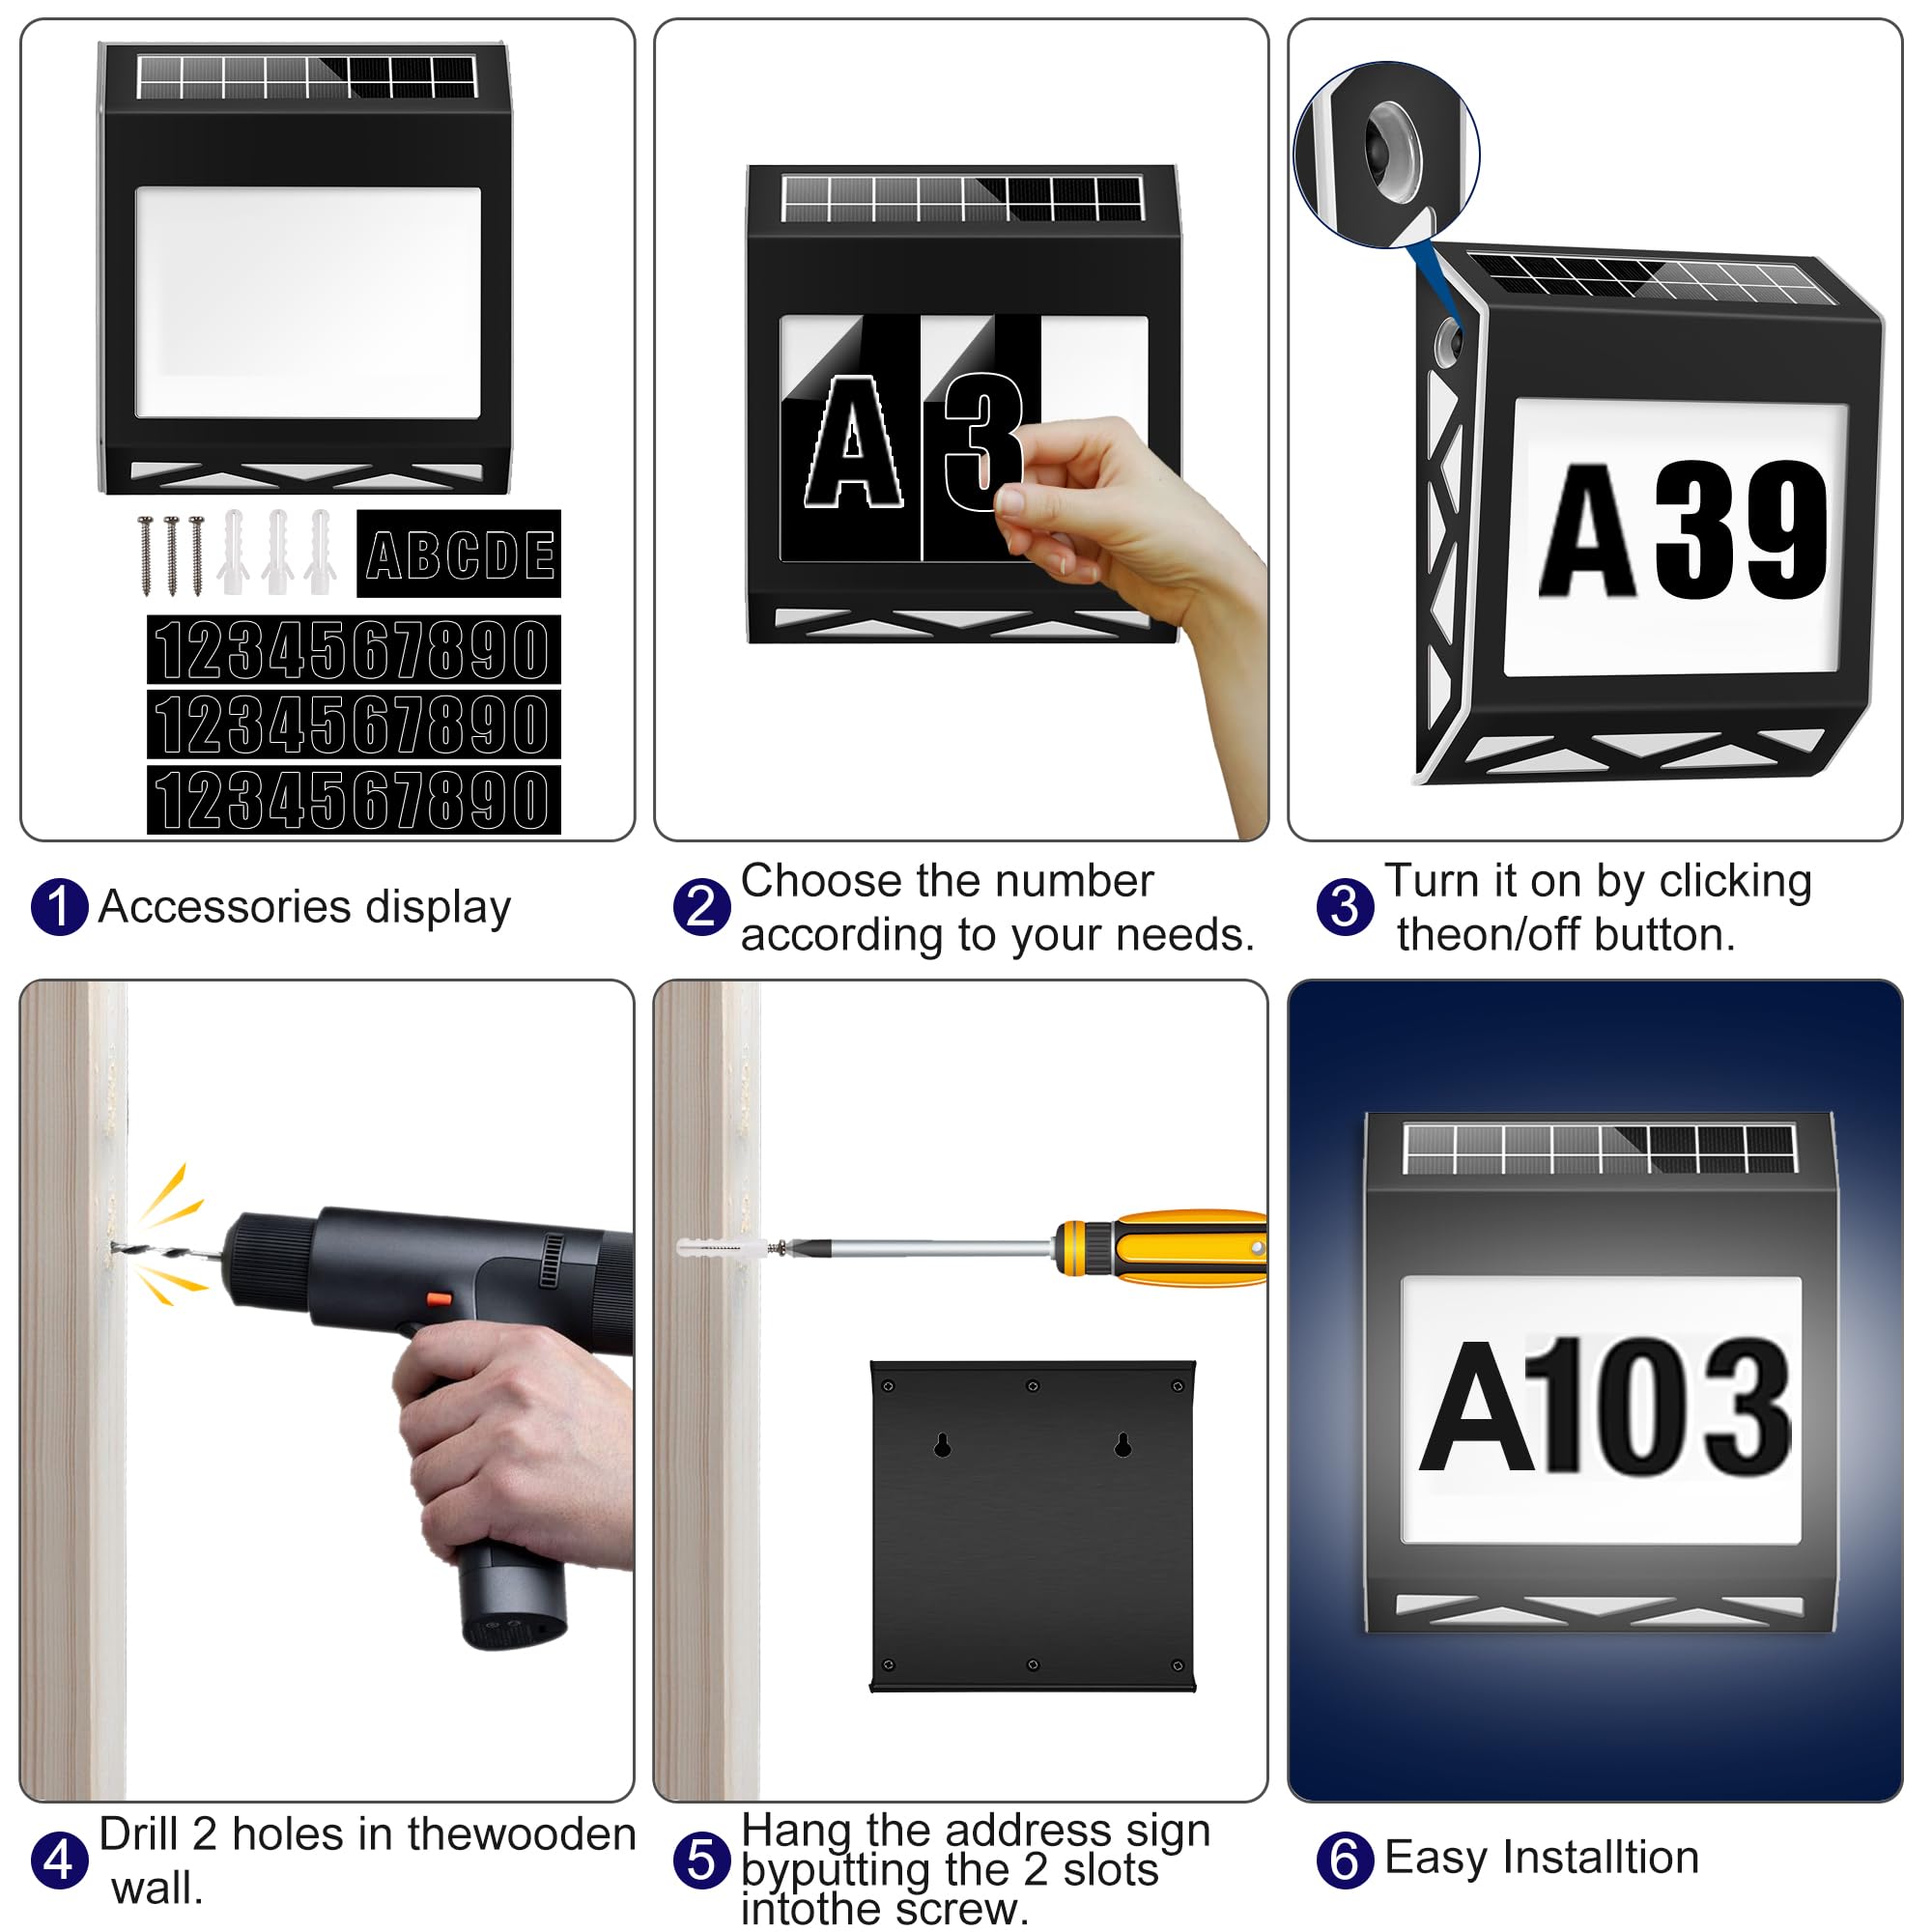 ABCDE
1234567890
1234567890
1234567890
A3
A39
1 Accessories display
2 Choose the number
according to your needs.
3 Turn it on by clicking
theon/off button.
A103
4 Drill 2 holes in thewooden
wall.
5 Hang the address sign
byputting the 2 slots
intothe screw.
6 Easy Installtion